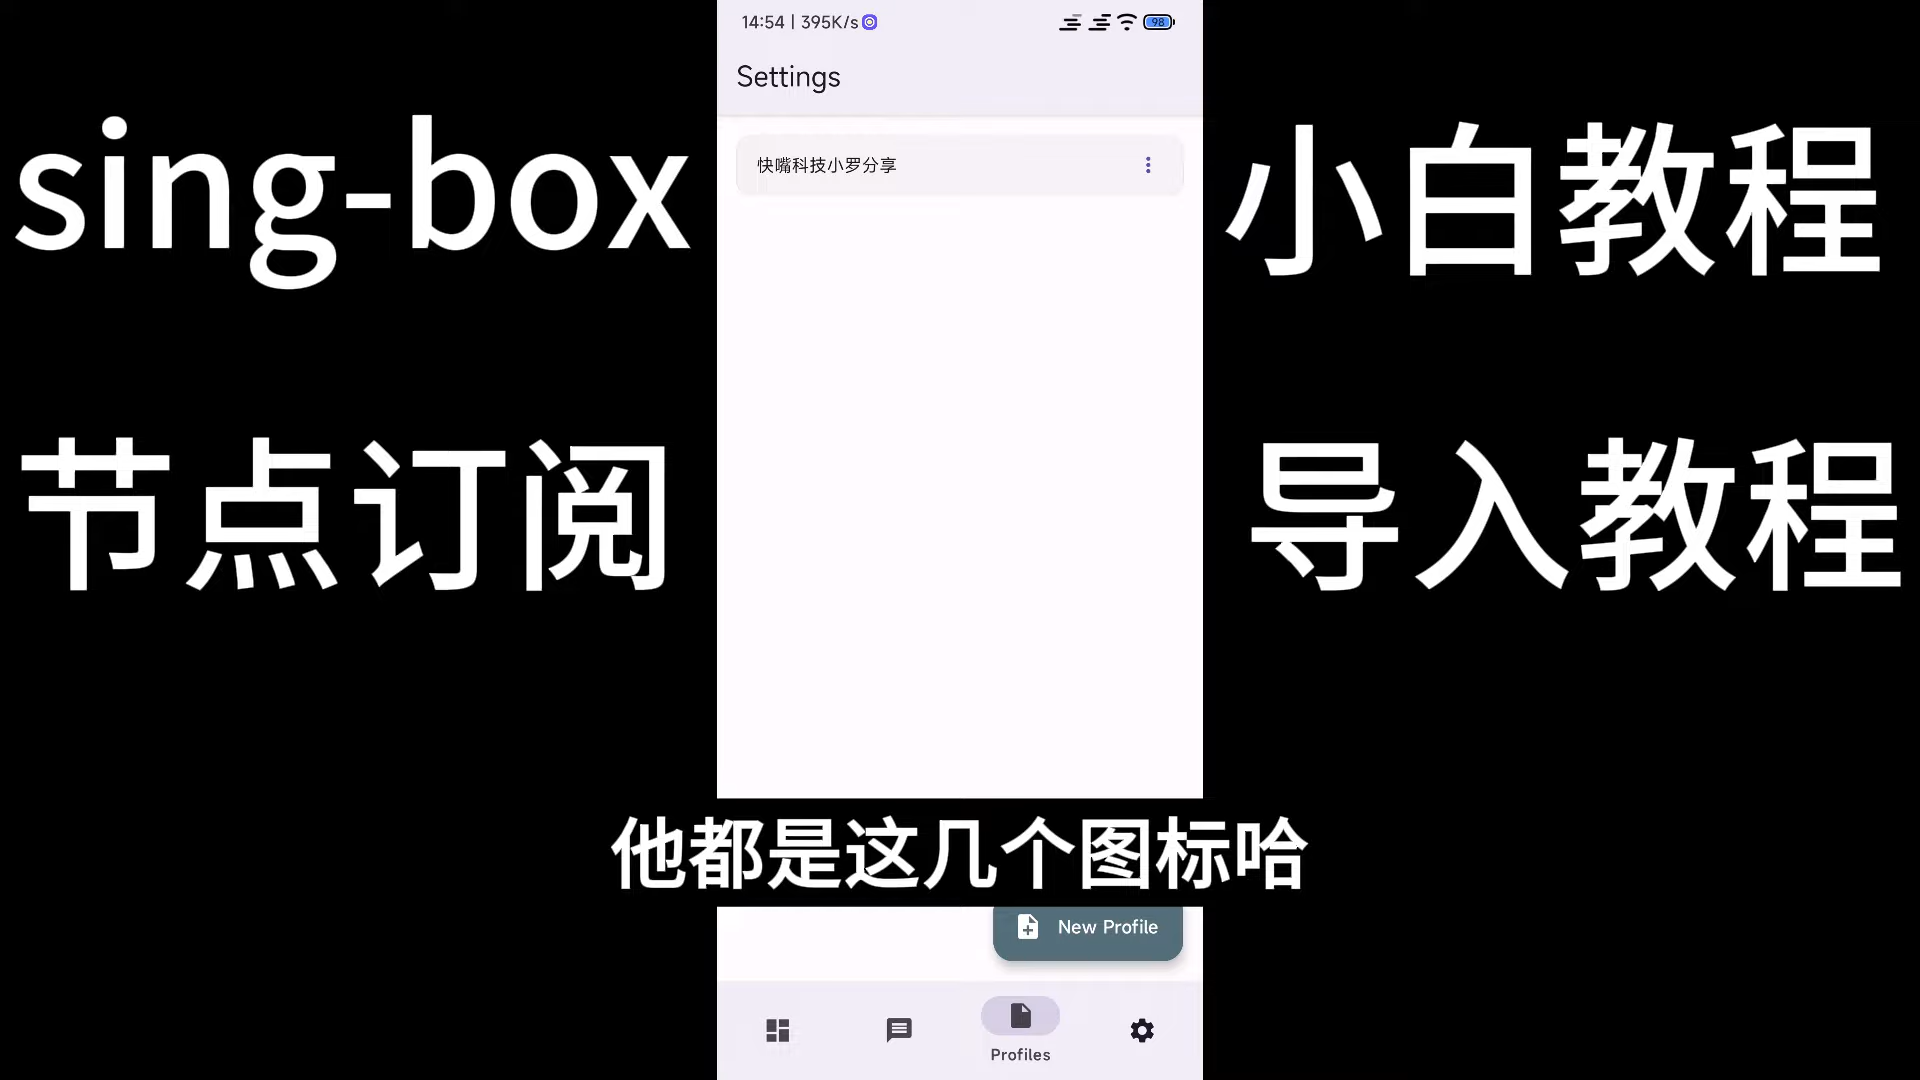 14:54 | 395K/s
98
Settings
sing-box
小白教程
快嘴科技小罗分享
节点订阅
导入教程
他都是这几个图标哈
New Profile
Profiles